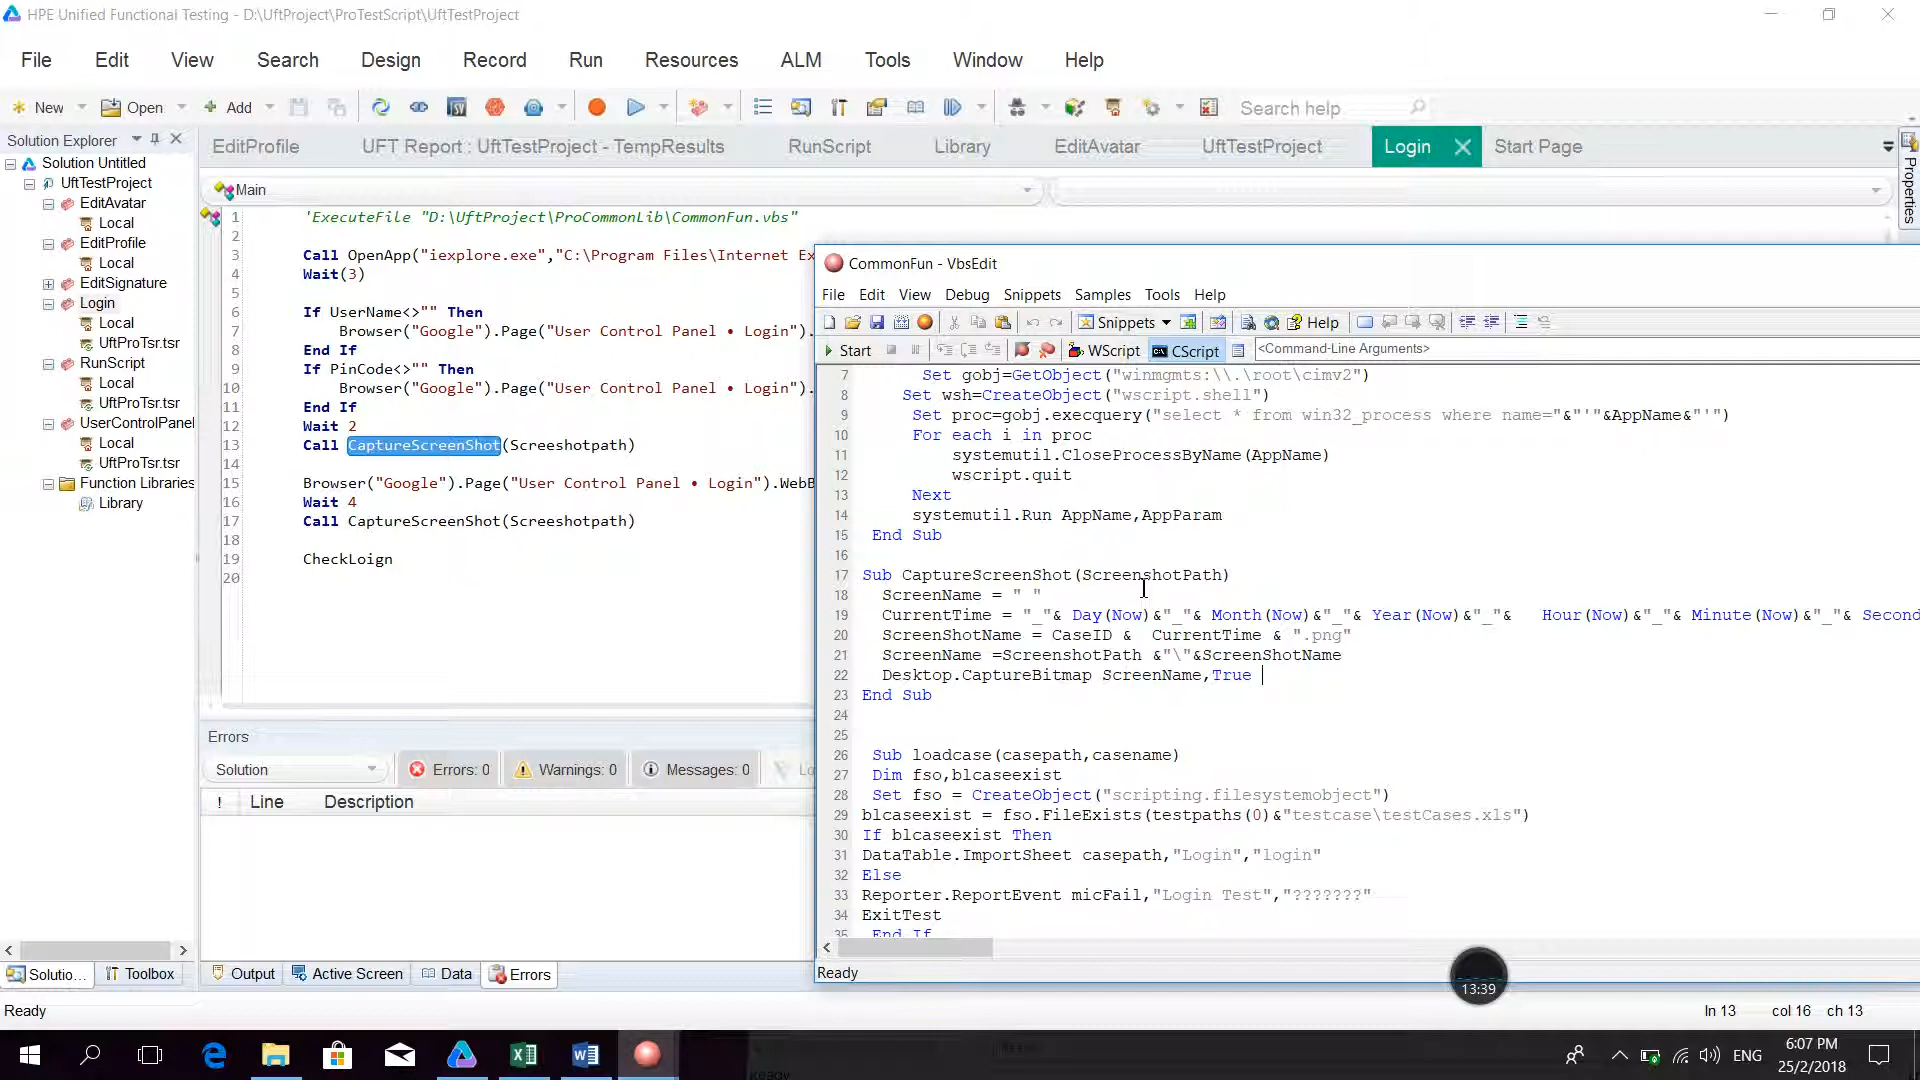 HPE Unified Functional Testing - D:\UftProject\ProTestScript\UftTestProject
File Edit View Search Design Record Run Resources ALM Tools Window Help
New Open Add Search help
Solution Explorer
EditProfile UFT Report : UftTestProject - TempResults RunScript Library EditAvatar UftTestProject Login Start Page
Properties
Solution Untitled
UftTestProject
EditAvatar
Local
EditProfile
Local
EditSignature
Login
Local
UftProTsr.tsr
RunScript
Local
UftProTsr.tsr
UserControlPanel
Local
UftProTsr.tsr
Function Libraries
Library
Main
1 'ExecuteFile "D:\UftProject\ProCommonLib\CommonFun.vbs"
2
3 Call OpenApp("iexplore.exe","C:\Program Files\Internet Ex
4 Wait(3)
5
6 If UserName<>"" Then
7 Browser("Google").Page("User Control Panel • Login").
8 End If
9 If PinCode<>"" Then
10 Browser("Google").Page("User Control Panel • Login").
11 End If
12 Wait 2
13 Call CaptureScreenShot(Screeshotpath)
14
15 Browser("Google").Page("User Control Panel • Login").WebB
16 Wait 4
17 Call CaptureScreenShot(Screeshotpath)
18
19 CheckLoign
20
CommonFun - VbsEdit
File Edit View Debug Snippets Samples Tools Help
Snippets Help
Start WScript CScript <Command-Line Arguments>
7 Set gobj=GetObject("winmgmts:\\.\root\cimv2")
8 Set wsh=CreateObject("wscript.shell")
9 Set proc=gobj.execquery("select * from win32_process where name="&"'"&AppName&"'")
10 For each i in proc
11 systemutil.CloseProcessByName(AppName)
12 wscript.quit
13 Next
14 systemutil.Run AppName,AppParam
15 End Sub
16
17 Sub CaptureScreenShot(ScreenshotPath)
18 ScreenName = " "
19 CurrentTime = "_"& Day(Now)&"_"& Month(Now)&"_"& Year(Now)&"_"& Hour(Now)&"_"& Minute(Now)&"_"& Second
20 ScreenShotName = CaseID & CurrentTime & ".png"
21 ScreenName =ScreenshotPath &"\"&ScreenShotName
22 Desktop.CaptureBitmap ScreenName,True
23 End Sub
24
25
26 Sub loadcase(casepath,casename)
27 Dim fso,blcaseexist
28 Set fso = CreateObject("scripting.filesystemobject")
29 blcaseexist = fso.FileExists(testpaths(0)&"testcase\testCases.xls")
30 If blcaseexist Then
31 DataTable.ImportSheet casepath,"Login","login"
32 Else
33 Reporter.ReportEvent micFail,"Login Test","???????"
34 ExitTest
35 End If
Ready
Errors
Solution Errors: 0 Warnings: 0 Messages: 0 Lo
! Line Description
Solutio... Toolbox Output Active Screen Data Errors
13:39
Ready ln 13 col 16 ch 13
ENG
6:07 PM
25/2/2018